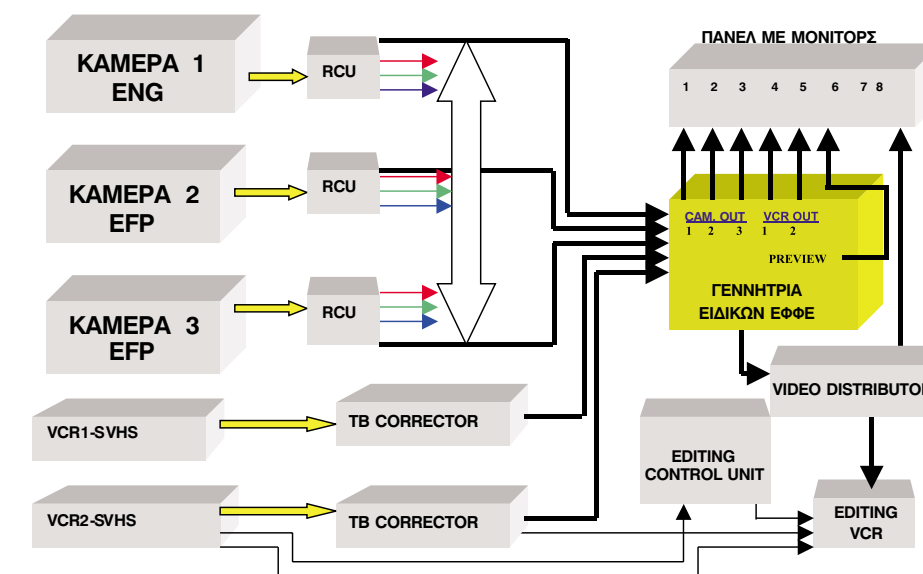 ΠΑΝΕΛ ΜΕ ΜΟΝΙΤΟΡΣ
1 2 3 4 5 6 7 8
ΚΑΜΕΡΑ 1
ENG
RCU
ΚΑΜΕΡΑ 2
EFP
RCU
CAM. OUT VCR OUT
1 2 3 1 2
PREVIEW
ΓΕΝΝΗΤΡΙΑ
ΕΙΔΙΚΩΝ ΕΦΦΕ
ΚΑΜΕΡΑ 3
EFP
RCU
VIDEO DISTRIBUTO
VCR1-SVHS
TB CORRECTOR
EDITING
CONTROL UNIT
VCR2-SVHS
TB CORRECTOR
EDITING
VCR